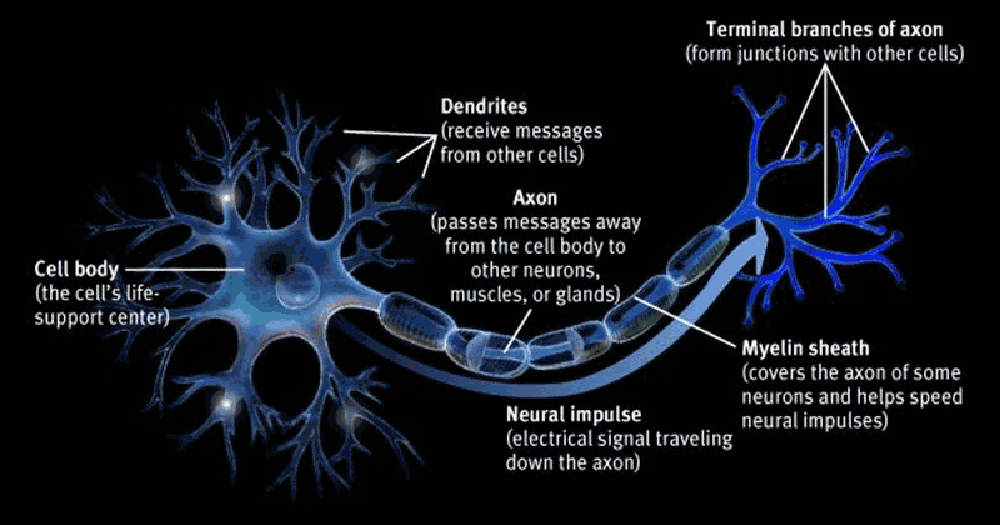 Terminal branches of axon
(form junctions with other cells)
Dendrites
(receive messages
from other cells)
Axon
(passes messages away
from the cell body to
other neurons,
muscles, or glands)
Cell body
(the cell's life-
support center)
Myelin sheath
(covers the axon of some
neurons and helps speed
neural impulses)
Neural impulse
(electrical signal traveling
down the axon)